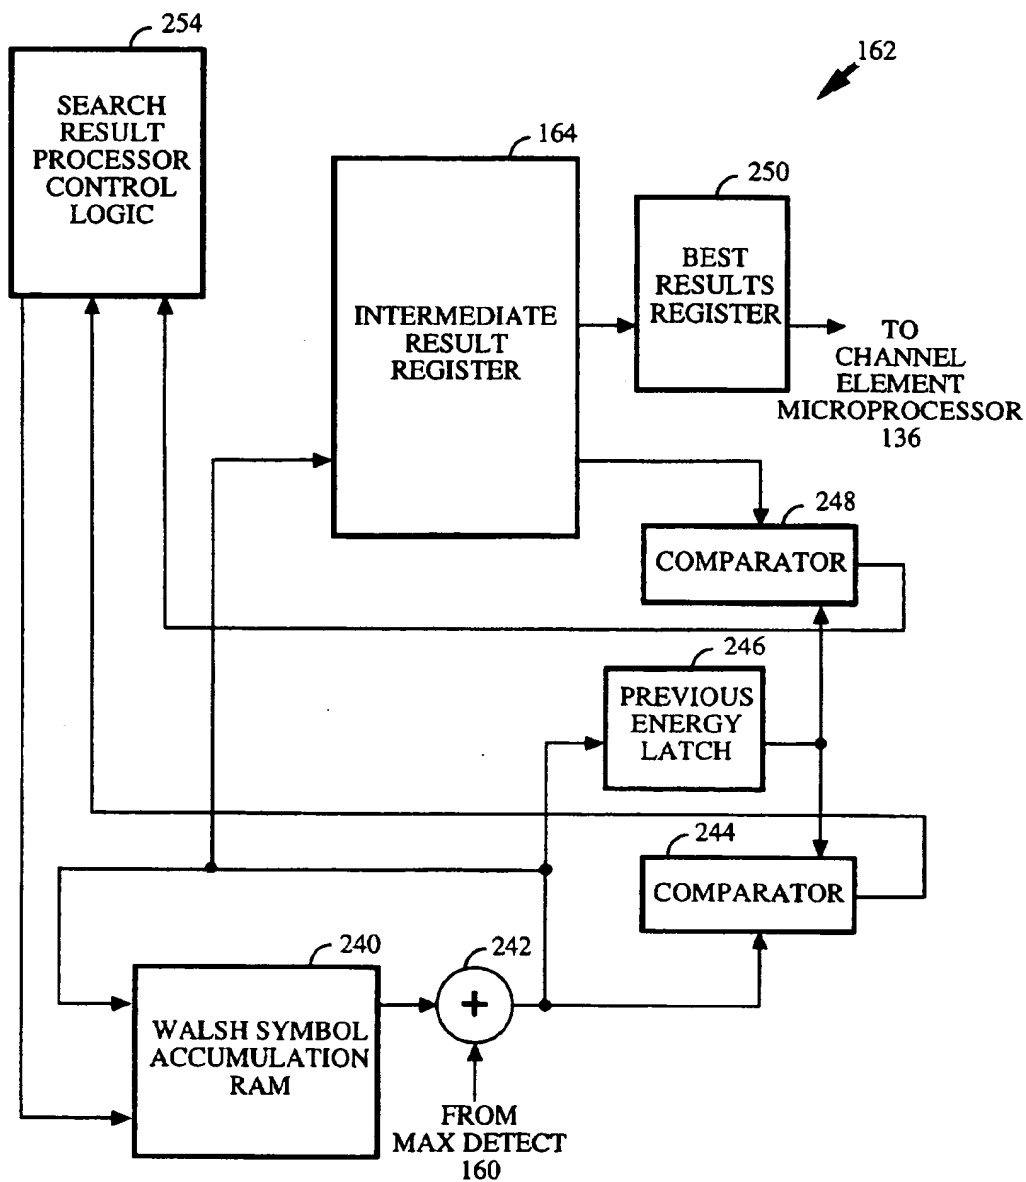 254
SEARCH
RESULT
PROCESSOR
CONTROL
LOGIC
162
164
INTERMEDIATE
RESULT
REGISTER
250
BEST
RESULTS
REGISTER
TO
CHANNEL
ELEMENT
MICROPROCESSOR
136
248
COMPARATOR
246
PREVIOUS
ENERGY
LATCH
244
COMPARATOR
240
WALSH SYMBOL
ACCUMULATION
RAM
242
+
FROM
MAX DETECT
160